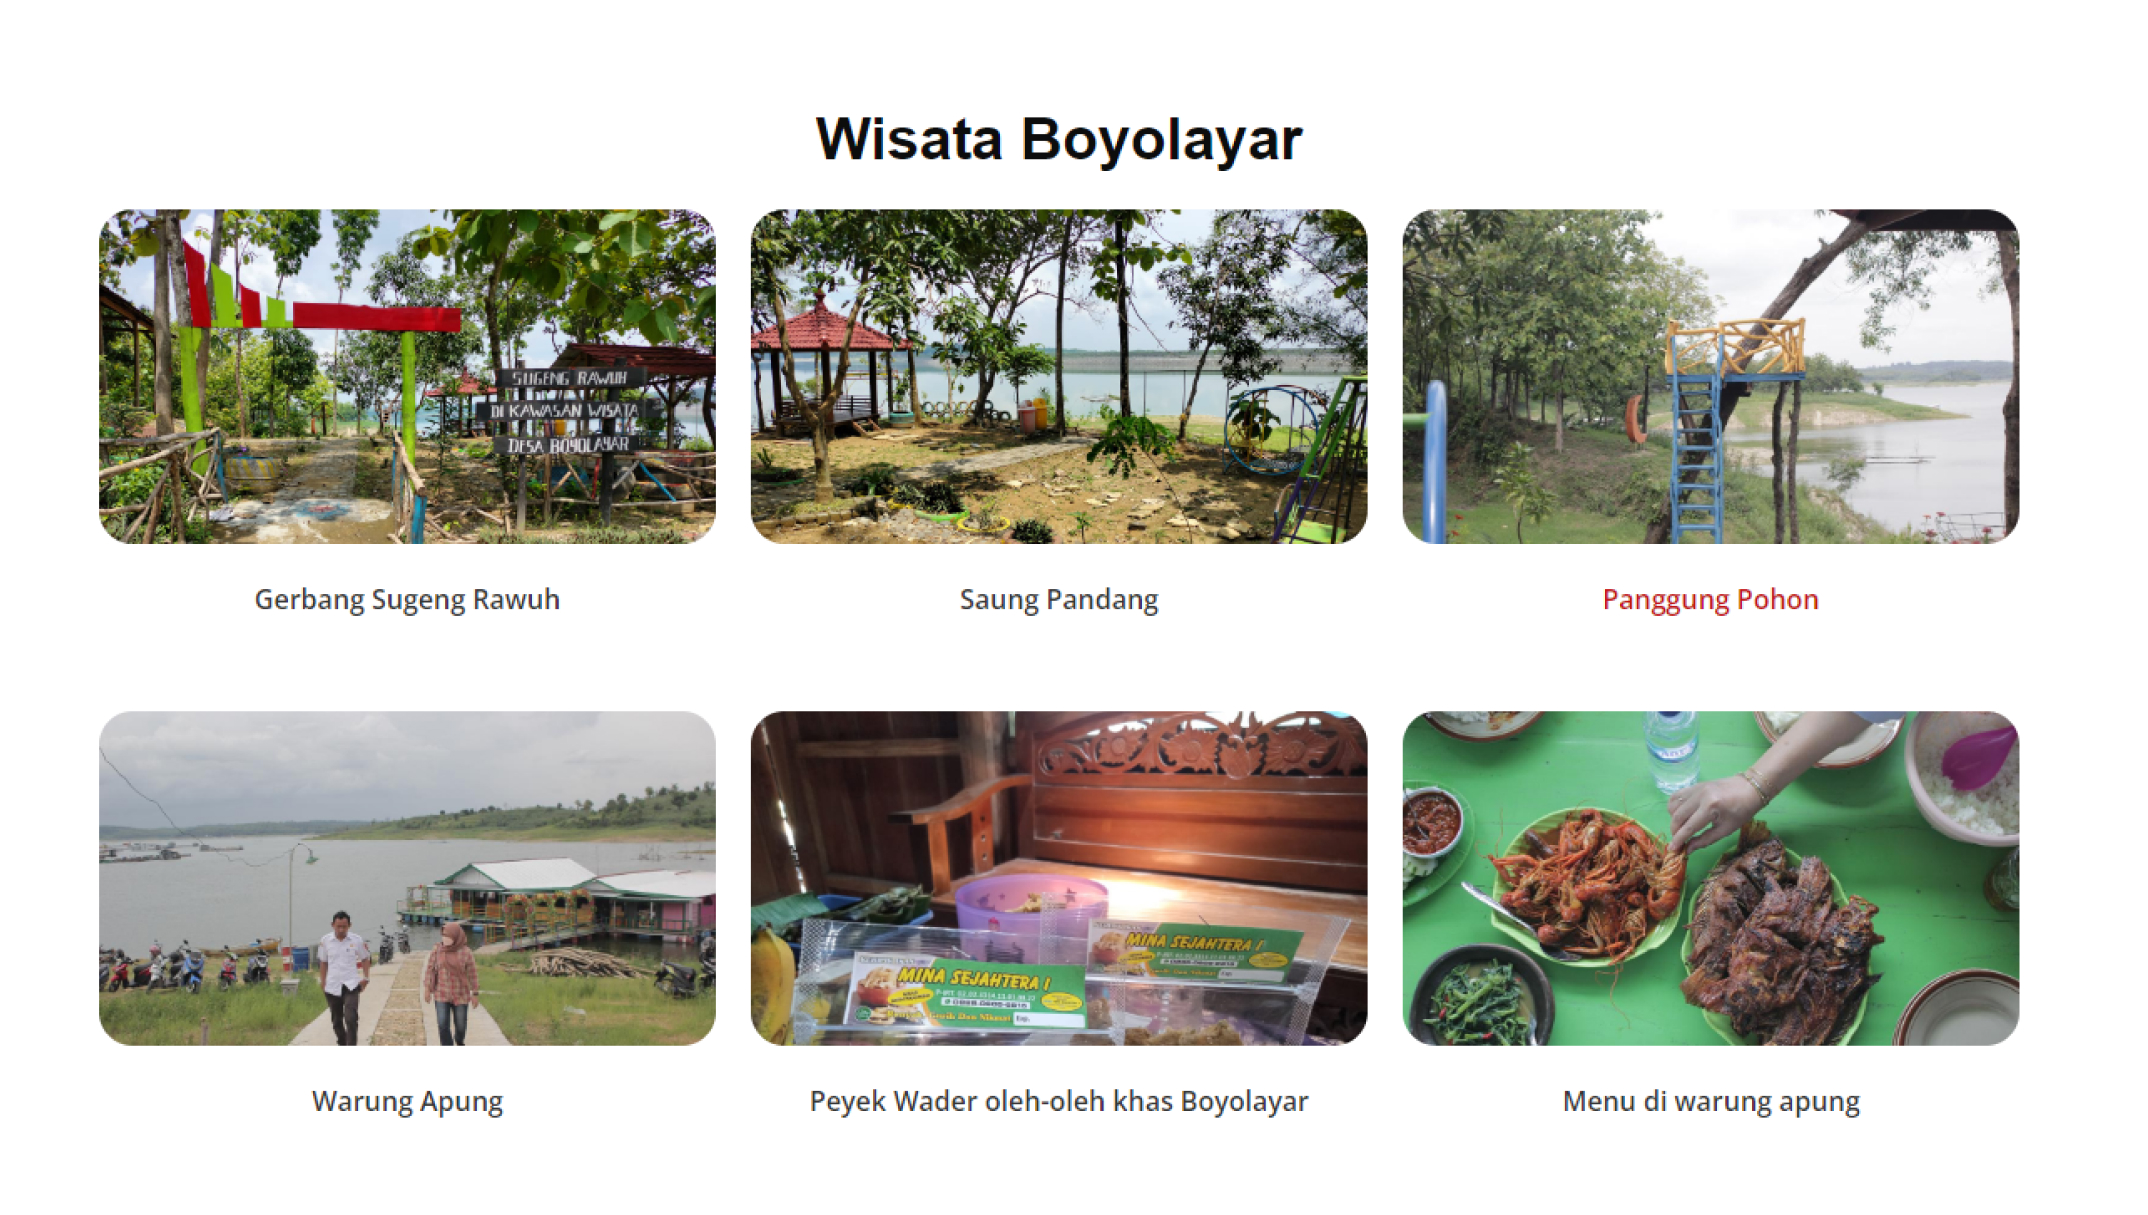 Wisata Boyolayar
SUGENG RAWUH
DI KAWASAN WISATA
DESA BOYOLAYAR
Gerbang Sugeng Rawuh
Saung Pandang
Panggung Pohon
MINA SEJAHTERA I
MINA SEJAHTERA I
Warung Apung
Peyek Wader oleh-oleh khas Boyolayar
Menu di warung apung